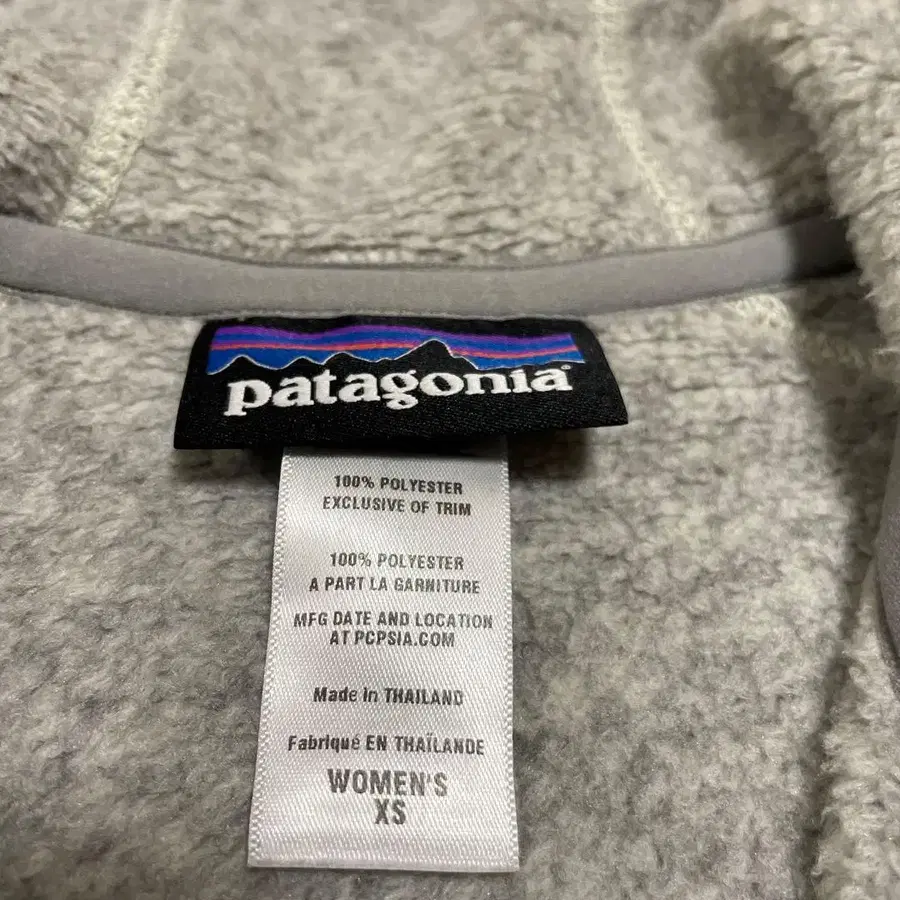 patagonia
100% POLYESTER
EXCLUSIVE OF TRIM
100% POLYESTER
A PART LA GARNITURE
MFG DATE AND LOCATION
AT PCPSIA.COM
Made in THAILAND
Fabriqué EN THAÏLANDE
WOMEN'S
XS